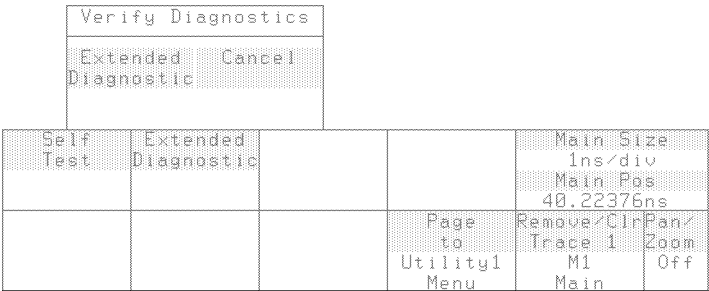 Verify Diagnostics
Extended Cancel
Diagnostic
Self Extended Main Size
Test Diagnostic 1ns/div
Main Pos
40.22376ns
Page Remove/Clr Pan/
to Trace 1 Zoom
Utility1 M1 Off
Menu Main